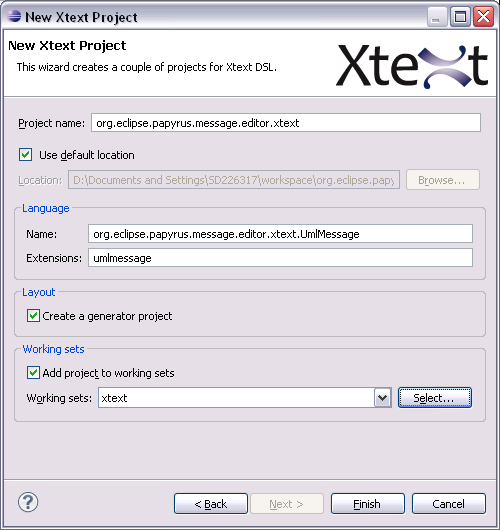 New Xtext Project
New Xtext Project
This wizard creates a couple of projects for Xtext DSL.
Xtext
Project name: org.eclipse.papyrus.message.editor.xtext
Use default location
Location: D:\Documents and Settings\SD226317\workspace\org.eclipse.papy
Browse...
Language
Name: org.eclipse.papyrus.message.editor.xtext.UmlMessage
Extensions: umlmessage
Layout
Create a generator project
Working sets
Add project to working sets
Working sets: xtext Select...
? < Back Next > Finish Cancel